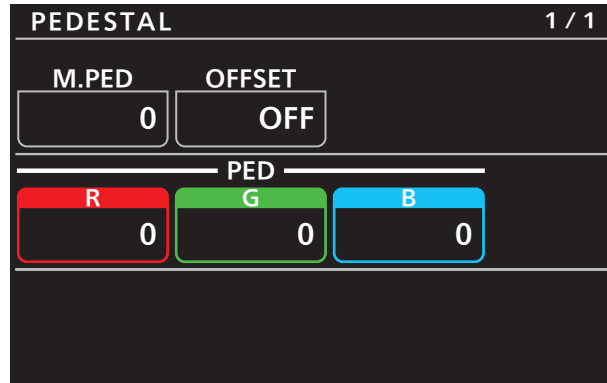 PEDESTAL 1 / 1
M.PED OFFSET
0 OFF
PED
R G B
0 0 0